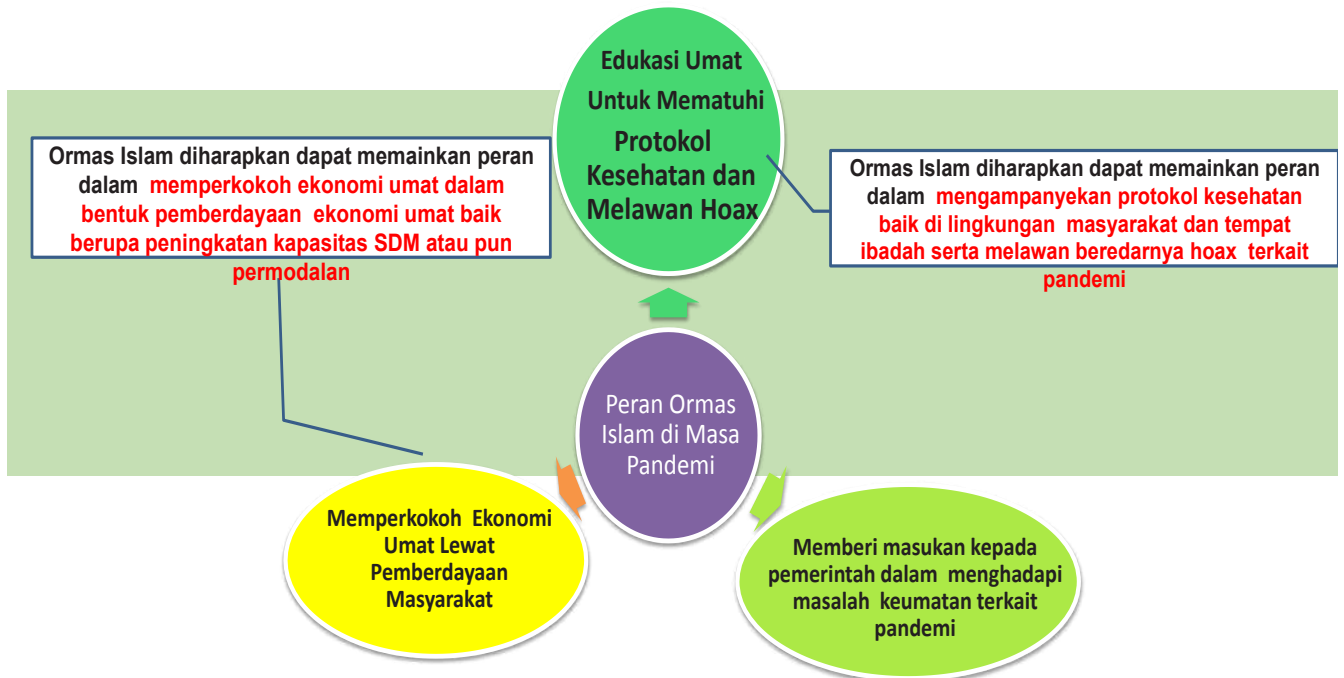 Edukasi Umat
Untuk Mematuhi
Protokol
Kesehatan dan
Melawan Hoax
Ormas Islam diharapkan dapat memainkan peran
dalam memperkokoh ekonomi umat dalam
bentuk pemberdayaan ekonomi umat baik
berupa peningkatan kapasitas SDM atau pun
permodalan
Ormas Islam diharapkan dapat memainkan peran
dalam mengampanyekan protokol kesehatan
baik di lingkungan masyarakat dan tempat
ibadah serta melawan beredarnya hoax terkait
pandemi
Peran Ormas
Islam di Masa
Pandemi
Memperkokoh Ekonomi
Umat Lewat
Pemberdayaan
Masyarakat
Memberi masukan kepada
pemerintah dalam menghadapi
masalah keumatan terkait
pandemi